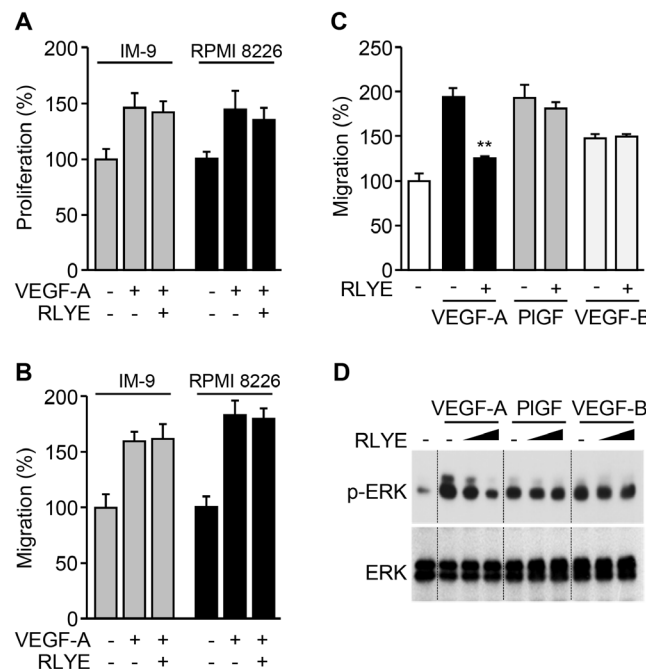 A
IM-9 RPMI 8226
Proliferation (%)
200
150
100
50
0
VEGF-A - + + - + +
RLYE - - + - - +
B
IM-9 RPMI 8226
Migration (%)
200
150
100
50
0
VEGF-A - + + - + +
RLYE - - + - - +
C
Migration (%)
250
200
150
100
50
0
**
RLYE - - + - + - +
VEGF-A PlGF VEGF-B
D
VEGF-A PlGF VEGF-B
RLYE - - - -
p-ERK
ERK